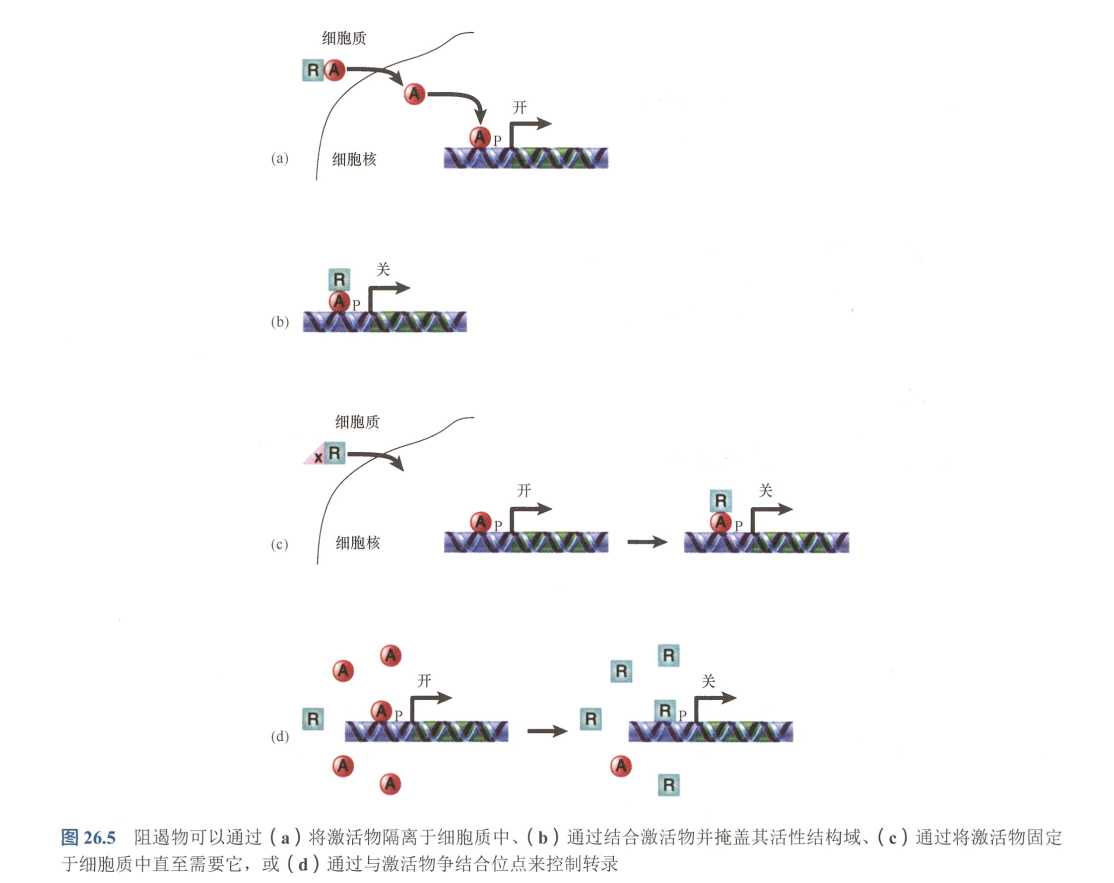 细胞质
R A
A
开
A P
(a) 细胞核
R
关
A P
(b)
细胞质
x R
开
关
R
A P
A P
(c) 细胞核
A A
开
R
A P
(d)
A A
R R
关
R
R P
A R
图 26.5 阻遏物可以通过(a)将激活物隔离于细胞质中、(b)通过结合激活物并掩盖其活性结构域、(c)通过将激活物固定
于细胞质中直至需要它，或(d)通过与激活物争结合位点来控制转录